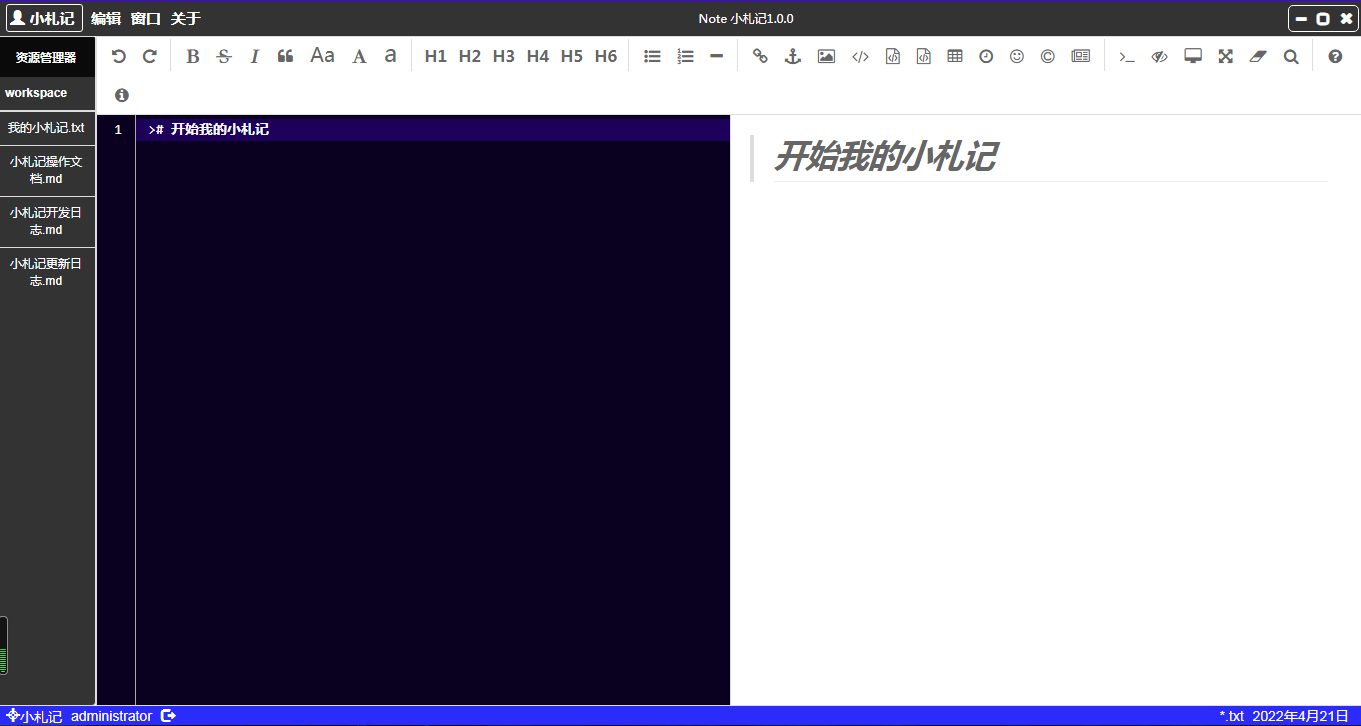 小札记 编辑 窗口 关于
Note 小札记1.0.0
资源管理器
B S I Aa A a H1 H2 H3 H4 H5 H6
workspace
我的小札记.txt
小札记操作文
档.md
小札记开发日
志.md
小札记更新日
志.md
1 ># 开始我的小札记
开始我的小札记
小札记 administrator
*.txt 2022年4月21日